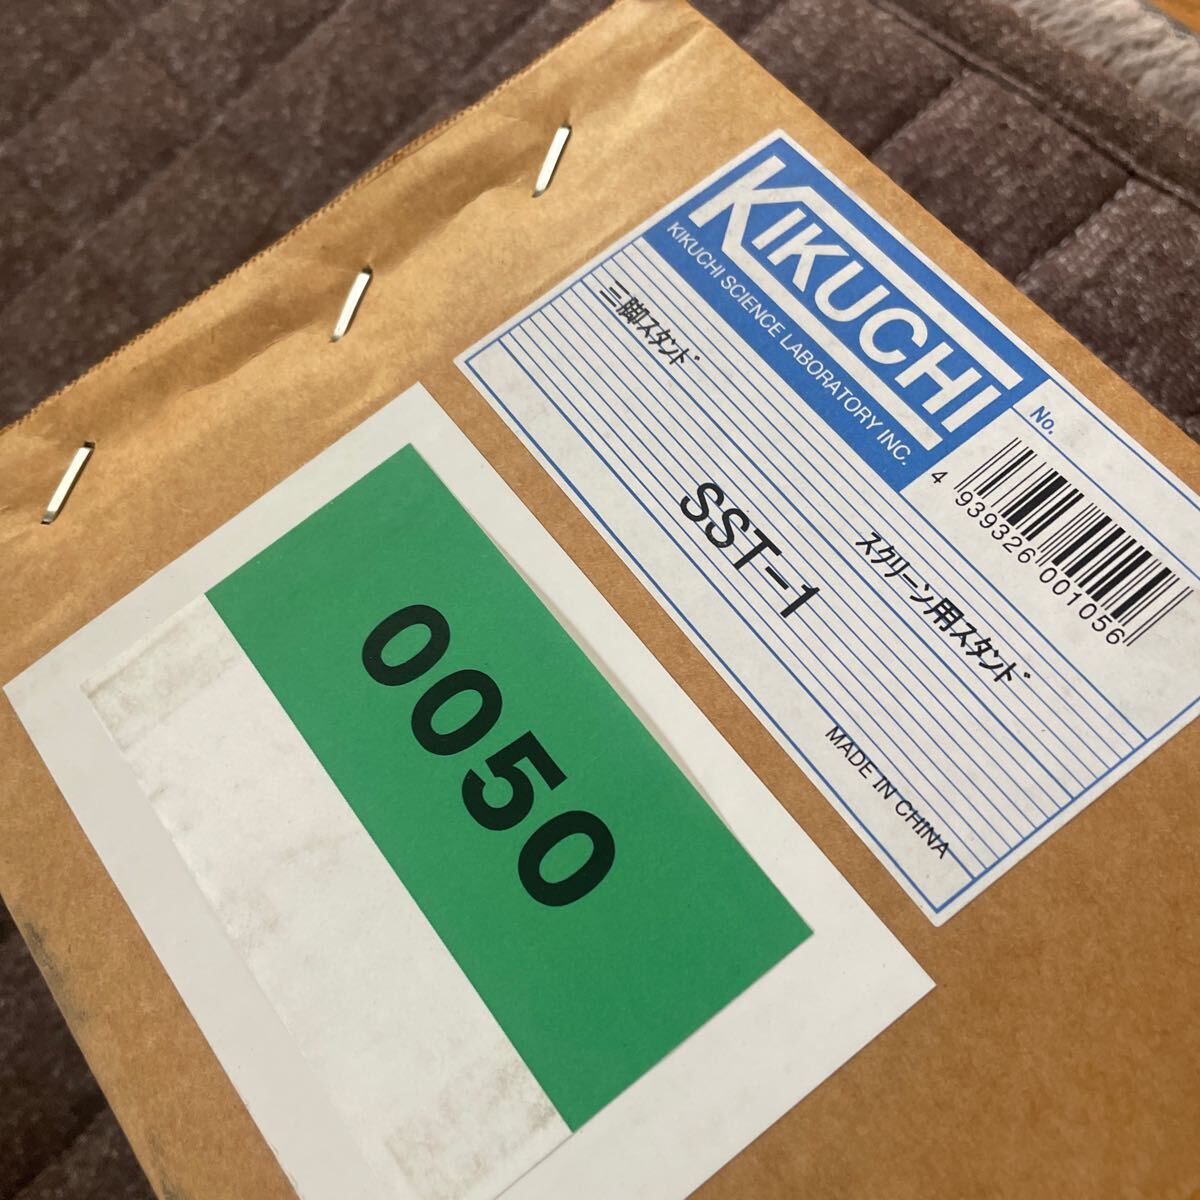 KIKUCHI
KIKUCHI SCIENCE LABORATORY INC.
No.
4 939326 001056
三脚スタンド
スクリーン用スタンド
SST-1
MADE IN CHINA
0050